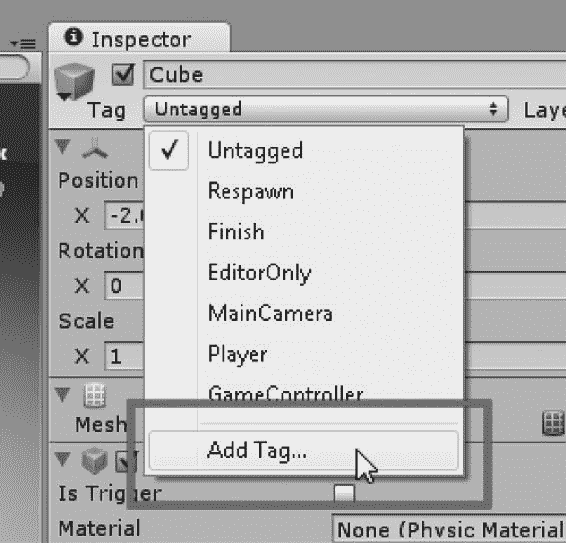 Inspector
Cube
Tag Untagged Laye
Untagged
Position
Respawn
X -2.
Finish
Rotation
EditorOnly
X 0
MainCamera
Scale
Player
X 1
GameController
Mesh
Add Tag...
Is Trigger
Material None (Physic Material